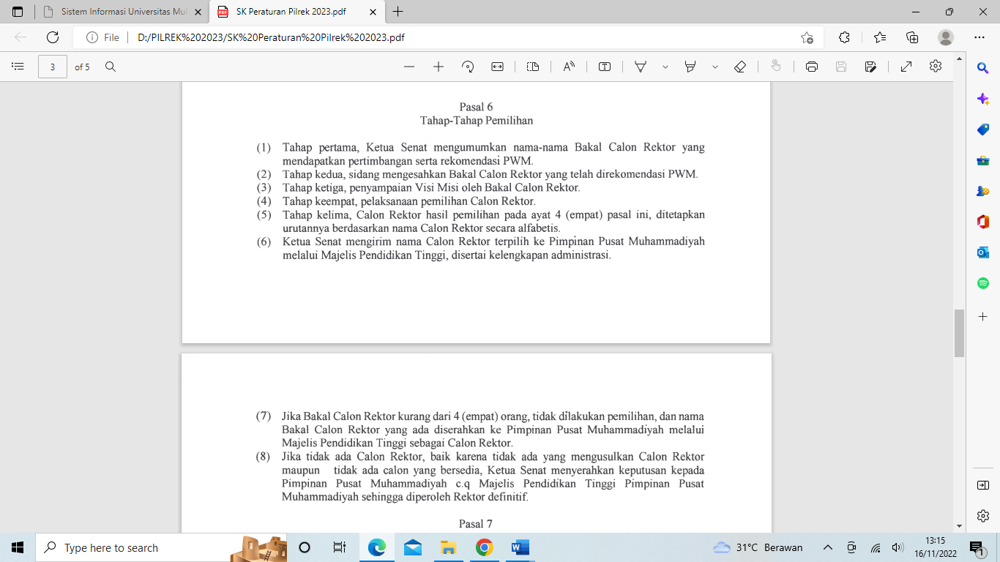 Sistem Informasi Universitas Mul
SK Peraturan Pilrek 2023.pdf
File
D:/PILREK%202023/SK%20Peraturan%20Pilrek%202023.pdf
3 of 5
Pasal 6
Tahap-Tahap Pemilihan
(1) Tahap pertama, Ketua Senat mengumumkan nama-nama Bakal Calon Rektor yang
mendapatkan pertimbangan serta rekomendasi PWM.
(2) Tahap kedua, sidang mengesahkan Bakal Calon Rektor yang telah direkomendasi PWM.
(3) Tahap ketiga, penyampaian Visi Misi oleh Bakal Calon Rektor.
(4) Tahap keempat, pelaksanaan pemilihan Calon Rektor.
(5) Tahap kelima, Calon Rektor hasil pemilihan pada ayat 4 (empat) pasal ini, ditetapkan
urutannya berdasarkan nama Calon Rektor secara alfabetis.
(6) Ketua Senat mengirim nama Calon Rektor terpilih ke Pimpinan Pusat Muhammadiyah
melalui Majelis Pendidikan Tinggi, disertai kelengkapan administrasi.
(7) Jika Bakal Calon Rektor kurang dari 4 (empat) orang, tidak dilakukan pemilihan, dan nama
Bakal Calon Rektor yang ada diserahkan ke Pimpinan Pusat Muhammadiyah melalui
Majelis Pendidikan Tinggi sebagai Calon Rektor.
(8) Jika tidak ada Calon Rektor, baik karena tidak ada yang mengusulkan Calon Rektor
maupun tidak ada calon yang bersedia, Ketua Senat menyerahkan keputusan kepada
Pimpinan Pusat Muhammadiyah c.q Majelis Pendidikan Tinggi Pimpinan Pusat
Muhammadiyah sehingga diperoleh Rektor definitif.
Pasal 7
Type here to search
31°C Berawan
13:15
16/11/2022
1